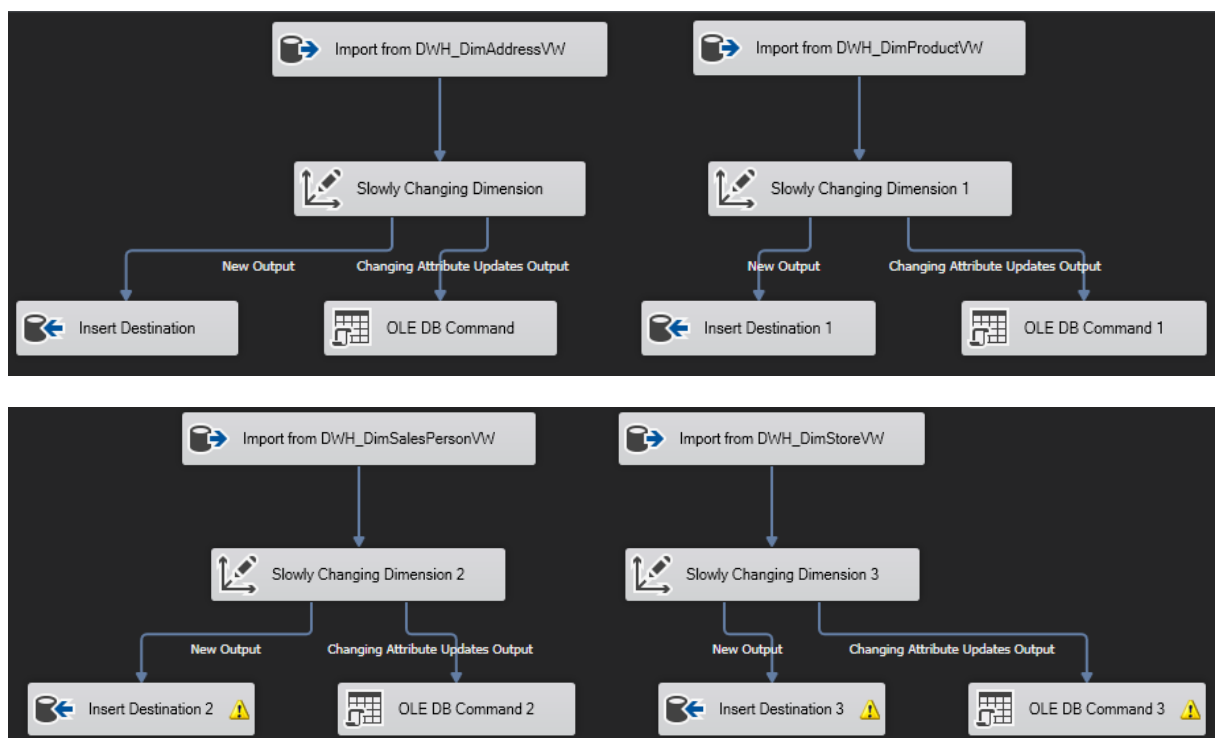 Import from DWH_DimAddressVW
Import from DWH_DimProductVW
Slowly Changing Dimension
Slowly Changing Dimension 1
New Output
Changing Attribute Updates Output
New Output
Changing Attribute Updates Output
Insert Destination
OLE DB Command
Insert Destination 1
OLE DB Command 1
Import from DWH_DimSalesPersonVW
Import from DWH_DimStoreVW
Slowly Changing Dimension 2
Slowly Changing Dimension 3
New Output
Changing Attribute Updates Output
New Output
Changing Attribute Updates Output
Insert Destination 2
OLE DB Command 2
Insert Destination 3
OLE DB Command 3